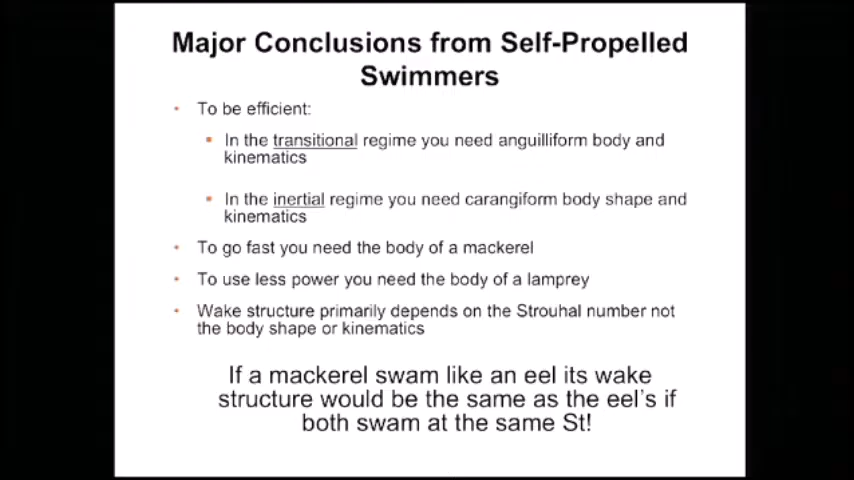 Major Conclusions from Self-Propelled
Swimmers
• To be efficient:
▪ In the transitional regime you need anguilliform body and
kinematics
▪ In the inertial regime you need carangiform body shape and
kinematics
• To go fast you need the body of a mackerel
• To use less power you need the body of a lamprey
• Wake structure primarily depends on the Strouhal number not
the body shape or kinematics
If a mackerel swam like an eel its wake
structure would be the same as the eel's if
both swam at the same St!